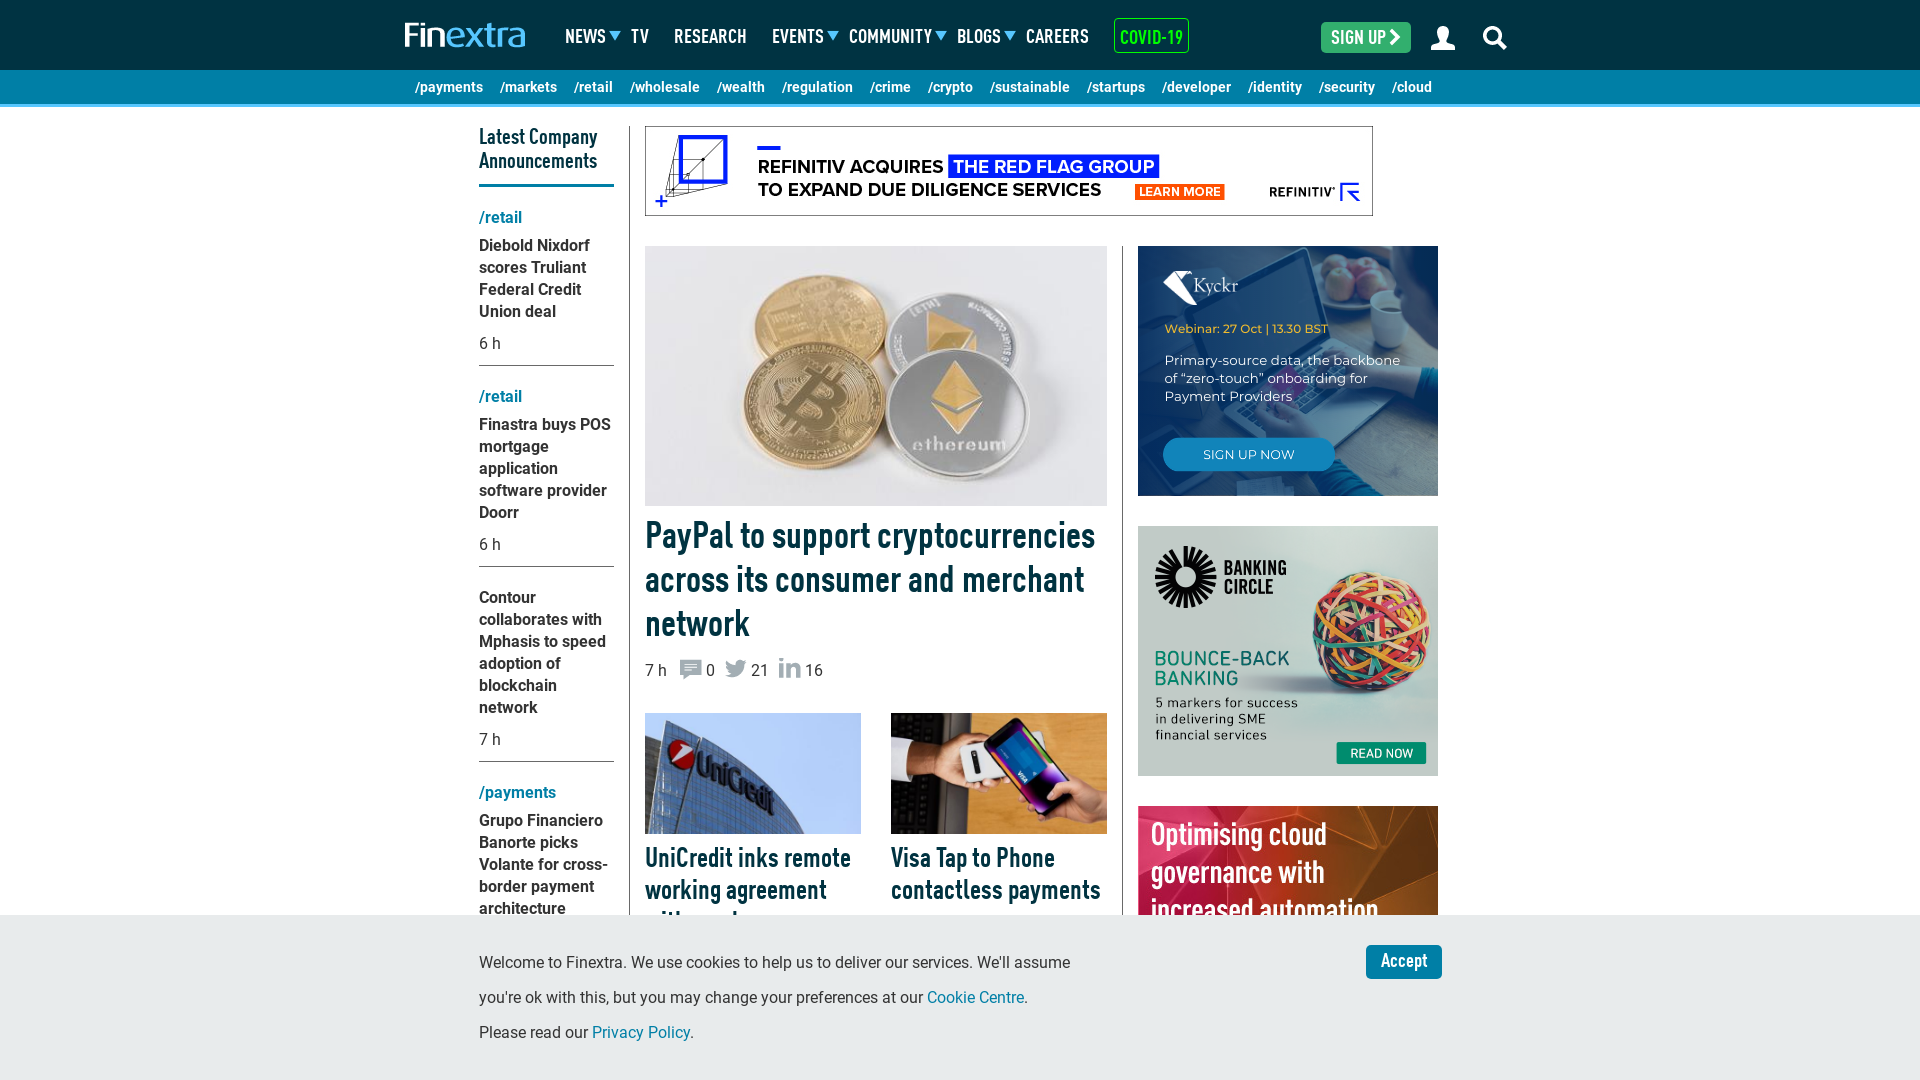 Finextra
NEWS TV RESEARCH EVENTS COMMUNITY BLOGS CAREERS COVID-19 SIGN UP
/payments /markets /retail /wholesale /wealth /regulation /crime /crypto /sustainable /startups /developer /identity /security /cloud
Latest Company
Announcements
/retail
Diebold Nixdorf
scores Truliant
Federal Credit
Union deal
6 h
/retail
Finastra buys POS
mortgage
application
software provider
Doorr
6 h
Contour
collaborates with
Mphasis to speed
adoption of
blockchain
network
7 h
/payments
Grupo Financiero
Banorte picks
Volante for cross-
border payment
architecture
REFINITIV ACQUIRES THE RED FLAG GROUP
TO EXPAND DUE DILIGENCE SERVICES
LEARN MORE
REFINITIV
ethereum
PayPal to support cryptocurrencies
across its consumer and merchant
network
7 h 0 21 16
UniCredit
UniCredit inks remote
working agreement
VISA
Visa Tap to Phone
contactless payments
Kyckr
Webinar: 27 Oct | 13.30 BST
Primary-source data, the backbone
of “zero-touch” onboarding for
Payment Providers
SIGN UP NOW
BANKING
CIRCLE
BOUNCE-BACK
BANKING
5 markers for success
in delivering SME
financial services
READ NOW
Optimising cloud
governance with
increased automation
Welcome to Finextra. We use cookies to help us to deliver our services. We'll assume
you're ok with this, but you may change your preferences at our Cookie Centre.
Please read our Privacy Policy.
Accept